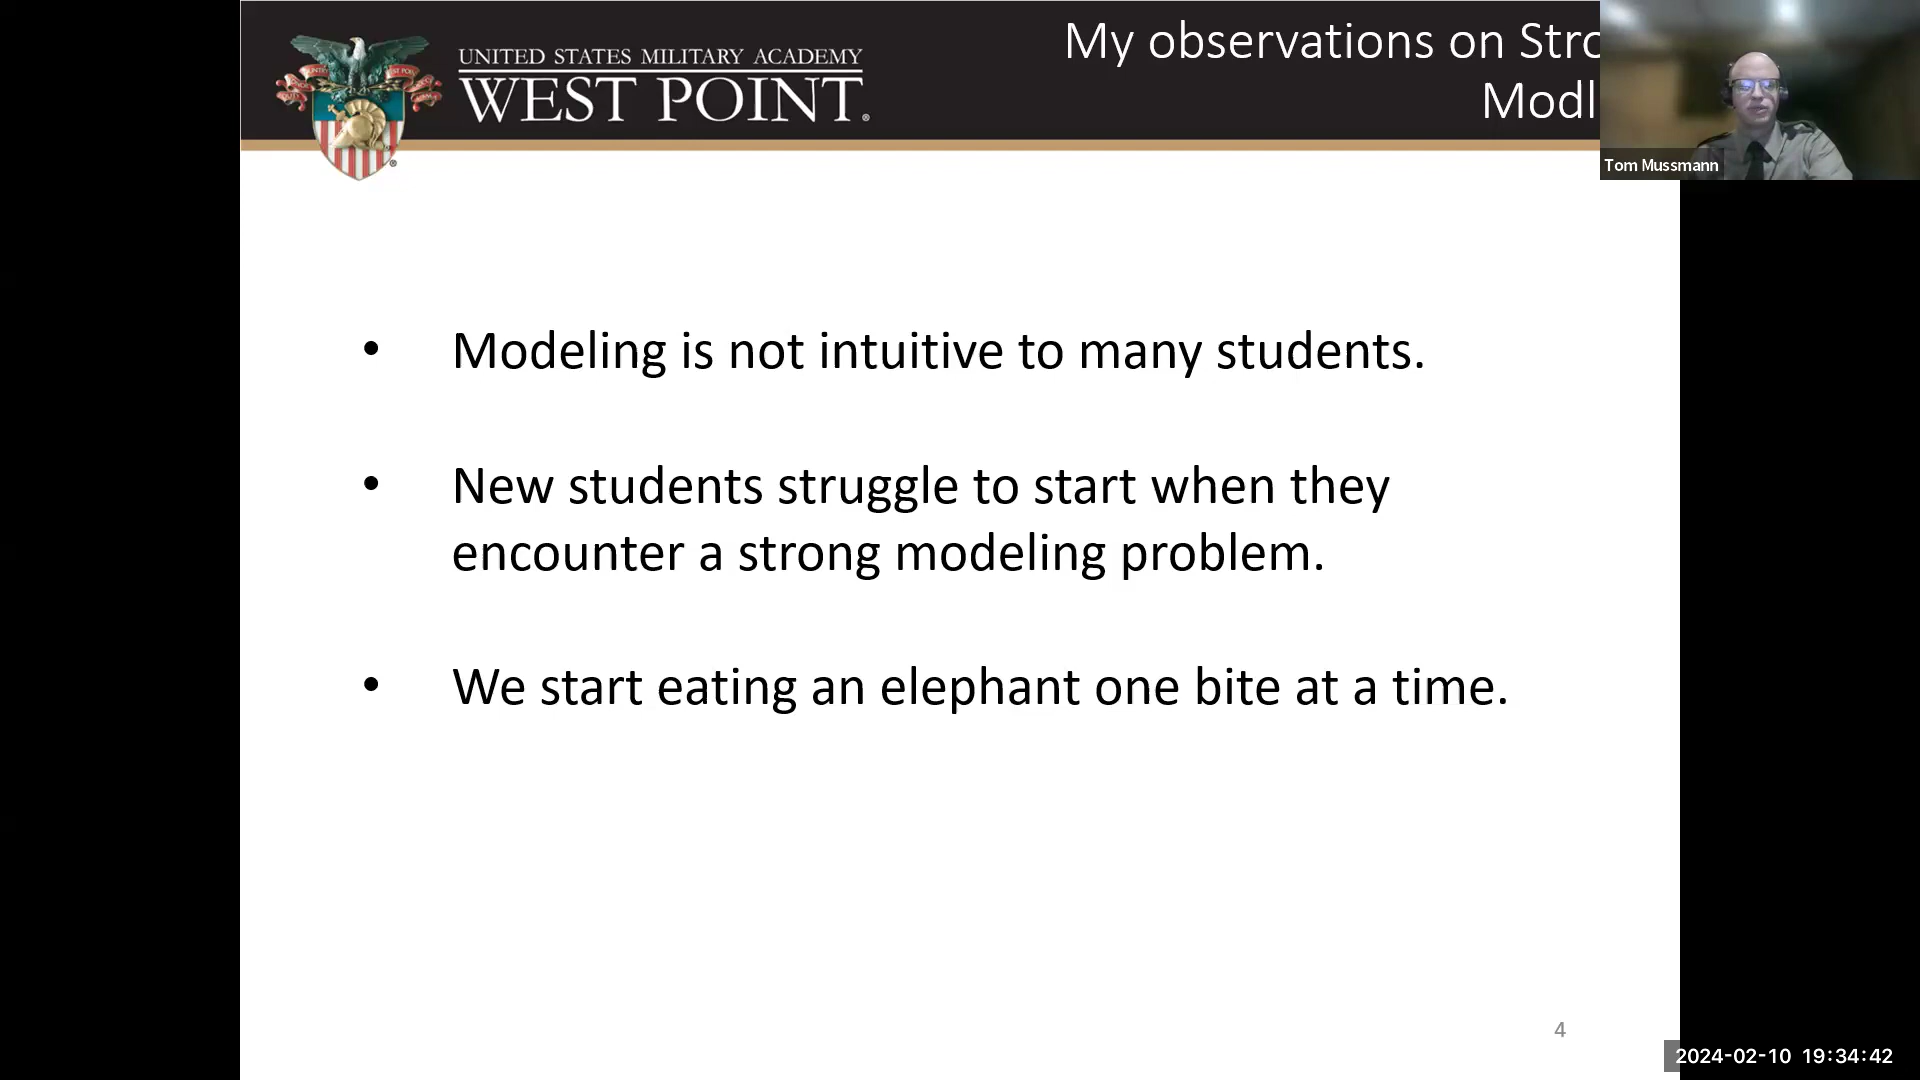 UNITED STATES MILITARY ACADEMY
WEST POINT®
My observations on Stro
Modl
Tom Mussmann
• Modeling is not intuitive to many students.
• New students struggle to start when they
encounter a strong modeling problem.
• We start eating an elephant one bite at a time.
4
2024-02-10 19:34:42